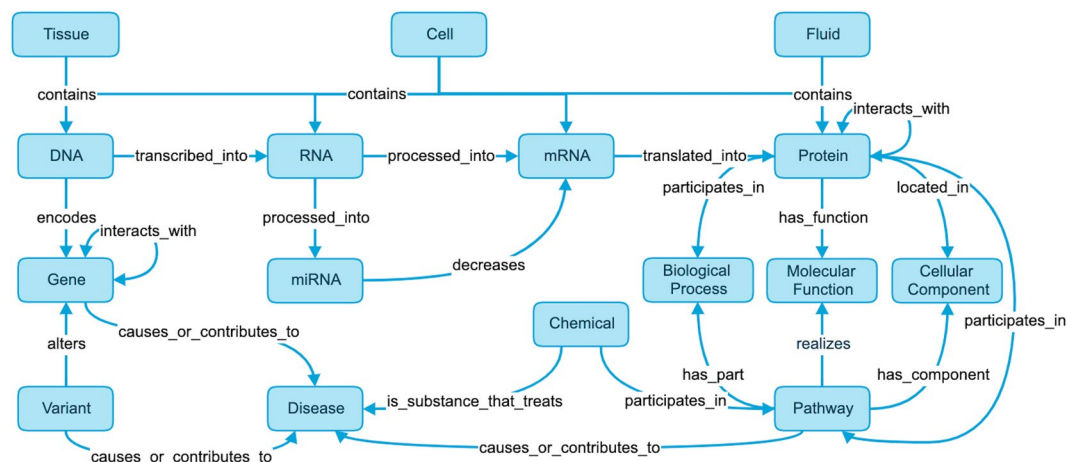 Tissue
Cell
Fluid
contains
contains
contains
interacts_with
DNA
transcribed_into
RNA
processed_into
mRNA
translated_into
Protein
participates_in
located_in
encodes
processed_into
has_function
interacts_with
Gene
miRNA
decreases
Biological
Process
Molecular
Function
Cellular
Component
causes_or_contributes_to
Chemical
participates_in
alters
realizes
has_part
has_component
Variant
Disease
is_substance_that_treats
participates_in
Pathway
causes_or_contributes_to
causes_or_contributes_to